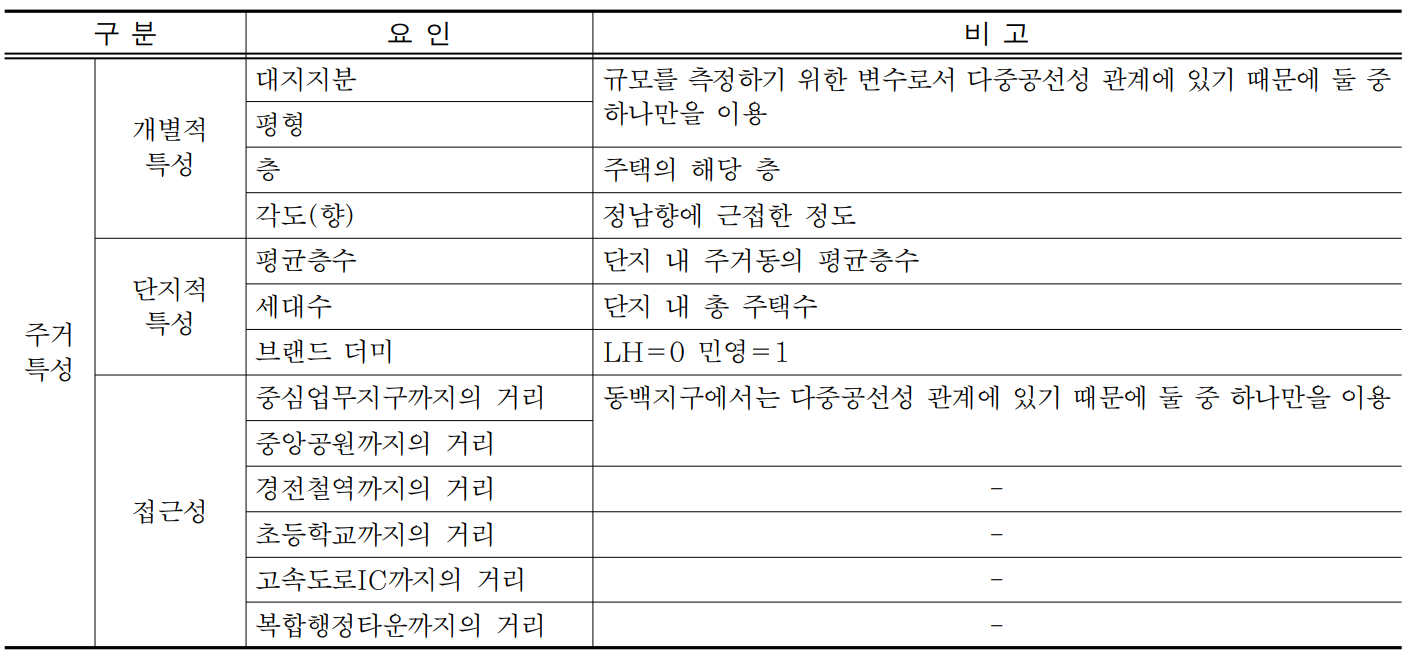 구 분 요 인 비 고
주거
특성
개별적
특성
대지지분
평형
규모를 측정하기 위한 변수로서 다중공선성 관계에 있기 때문에 둘 중
하나만을 이용
층 주택의 해당 층
각도(향) 정남향에 근접한 정도
단지적
특성
평균층수 단지 내 주거동의 평균층수
세대수 단지 내 총 주택수
브랜드 더미 LH=0 민영=1
접근성
중심업무지구까지의 거리 동백지구에서는 다중공선성 관계에 있기 때문에 둘 중 하나만을 이용
중앙공원까지의 거리
경전철역까지의 거리 -
초등학교까지의 거리 -
고속도로IC까지의 거리 -
복합행정타운까지의 거리 -